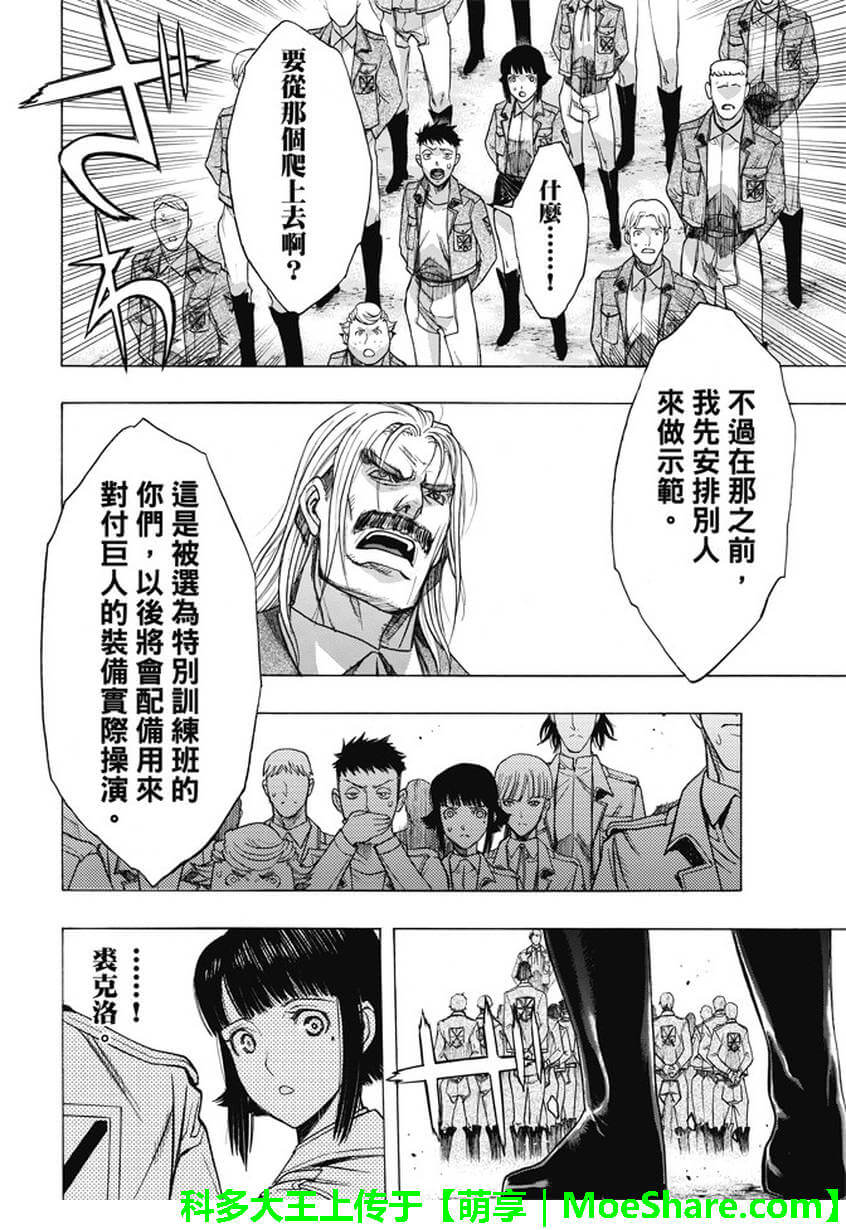 什麼……！
要從那個爬上去啊？
ざわ
不過在那之前，
我先安排別人
來做示範。
這是被選為特別訓練班的
你們，以後將會配備用來
對付巨人的裝備實際操演。
……！
裘克洛。
科多大王上传于【萌享｜MoeShare.com】